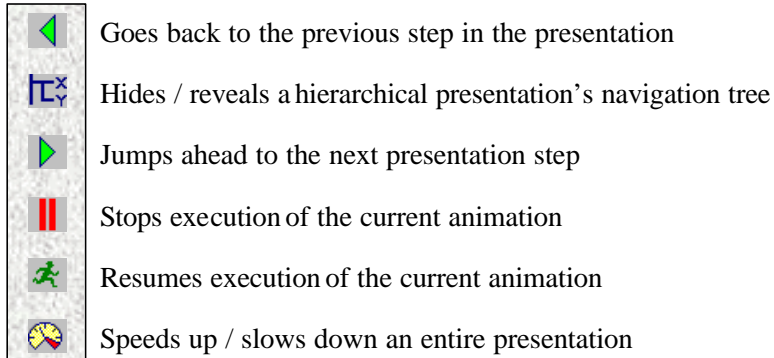 Goes back to the previous step in the presentation
X
Y
Hides / reveals a hierarchical presentation’s navigation tree
Jumps ahead to the next presentation step
Stops execution of the current animation
Resumes execution of the current animation
Speeds up / slows down an entire presentation